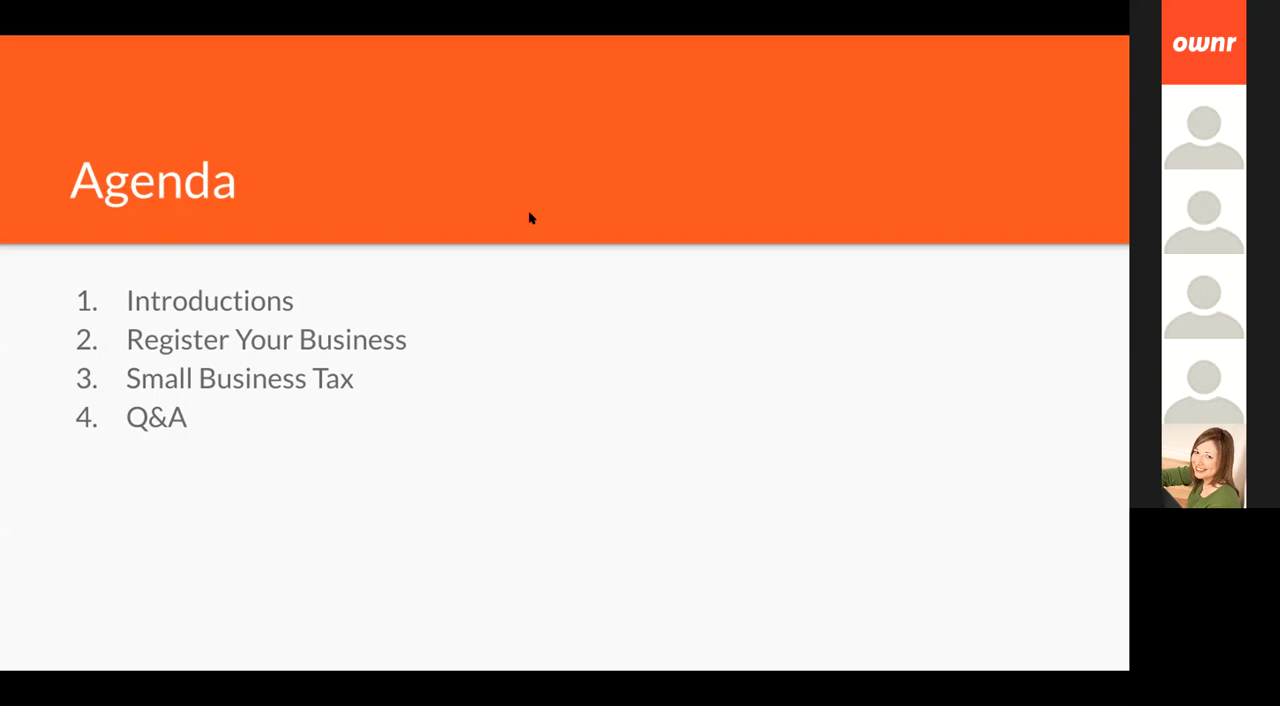 Agenda
1. Introductions
2. Register Your Business
3. Small Business Tax
4. Q&A
ownr